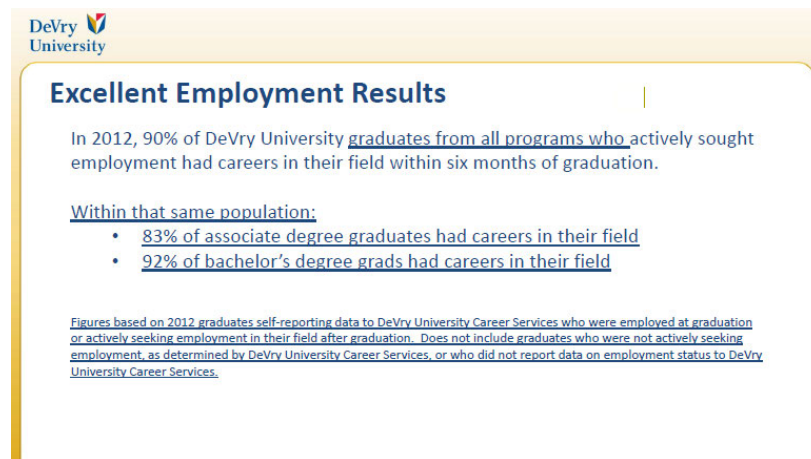 DeVry
University
Excellent Employment Results
In 2012, 90% of DeVry University graduates from all programs who actively sought
employment had careers in their field within six months of graduation.
Within that same population:
• 83% of associate degree graduates had careers in their field
• 92% of bachelor's degree grads had careers in their field
Figures based on 2012 graduates self-reporting data to DeVry University Career Services who were employed at graduation
or actively seeking employment in their field after graduation. Does not include graduates who were not actively seeking
employment, as determined by DeVry University Career Services, or who did not report data on employment status to DeVry
University Career Services.